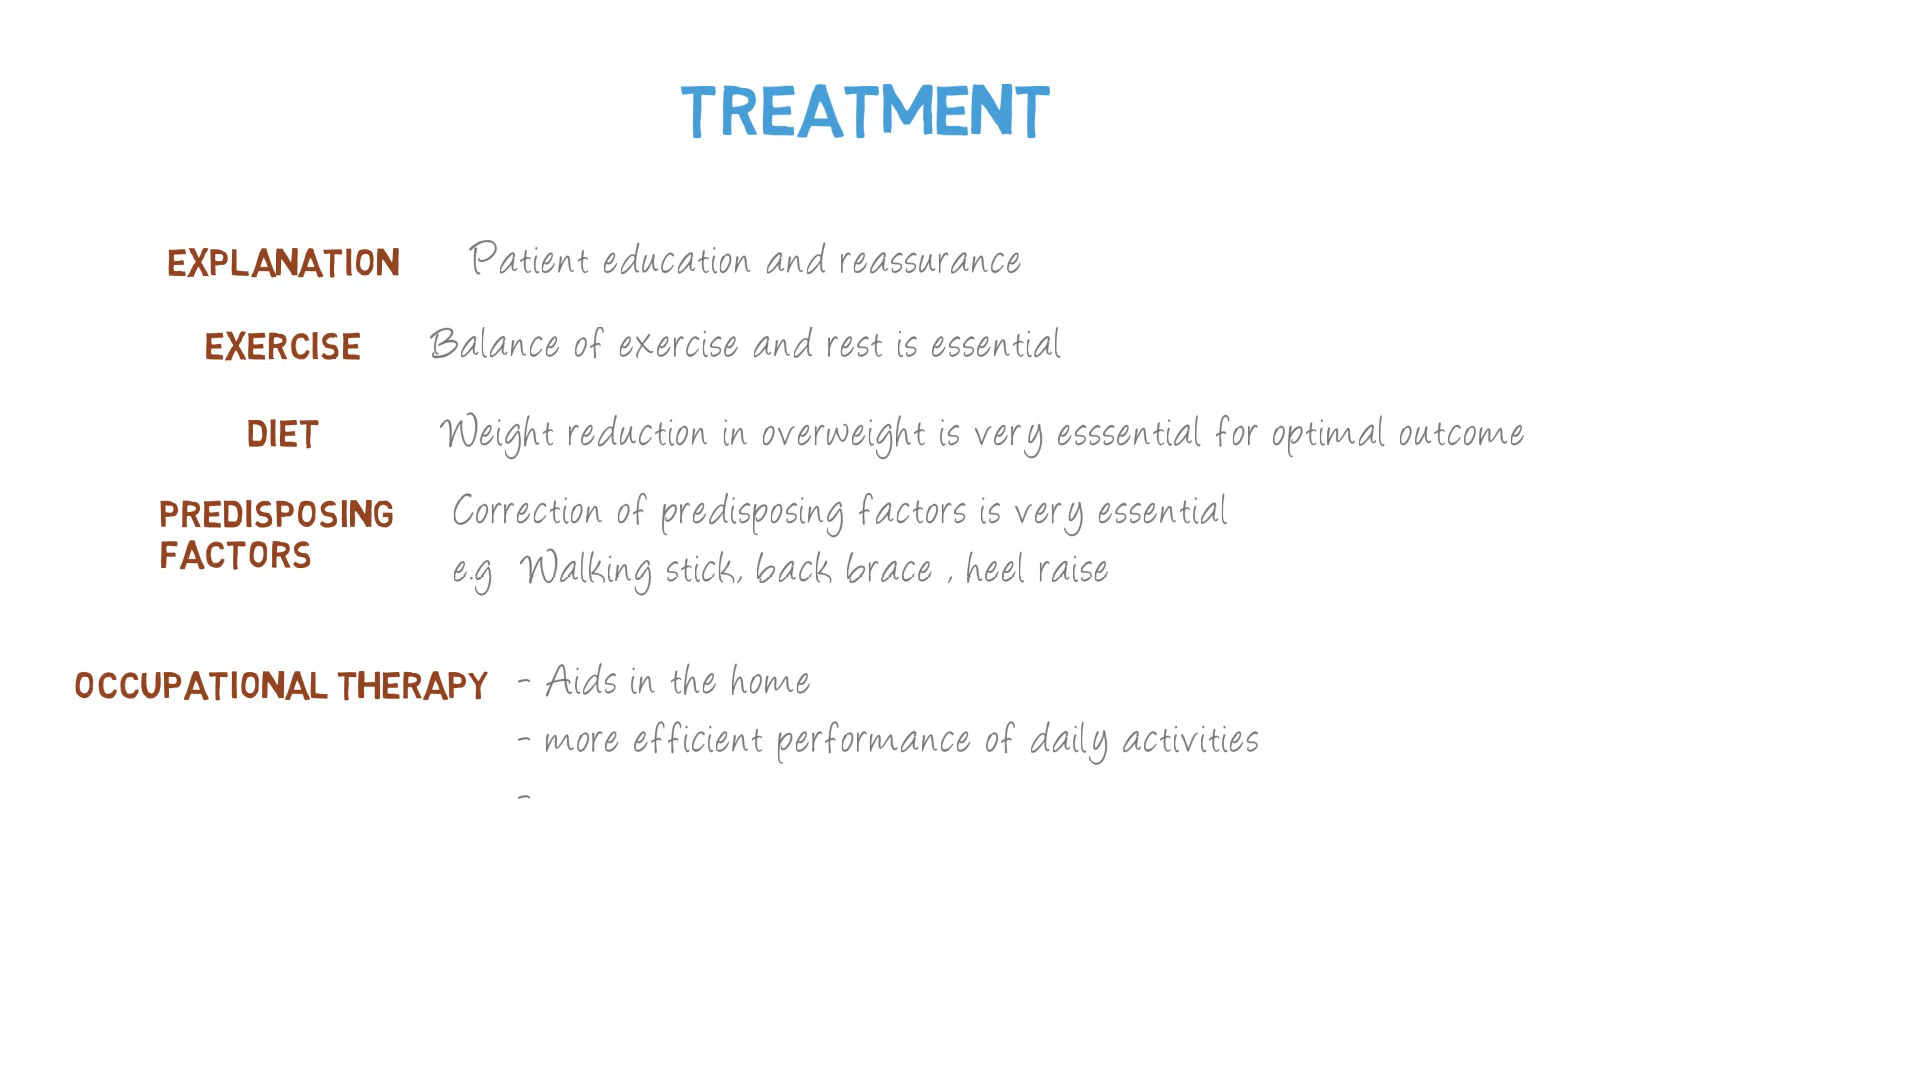 TREATMENT
EXPLANATION Patient education and reassurance
EXERCISE Balance of exercise and rest is essential
DIET Weight reduction in overweight is very esssential for optimal outcome
PREDISPOSING Correction of predisposing factors is very essential
FACTORS e.g Walking stick, back brace , heel raise
OCCUPATIONAL THERAPY - Aids in the home
- more efficient performance of daily activities
-